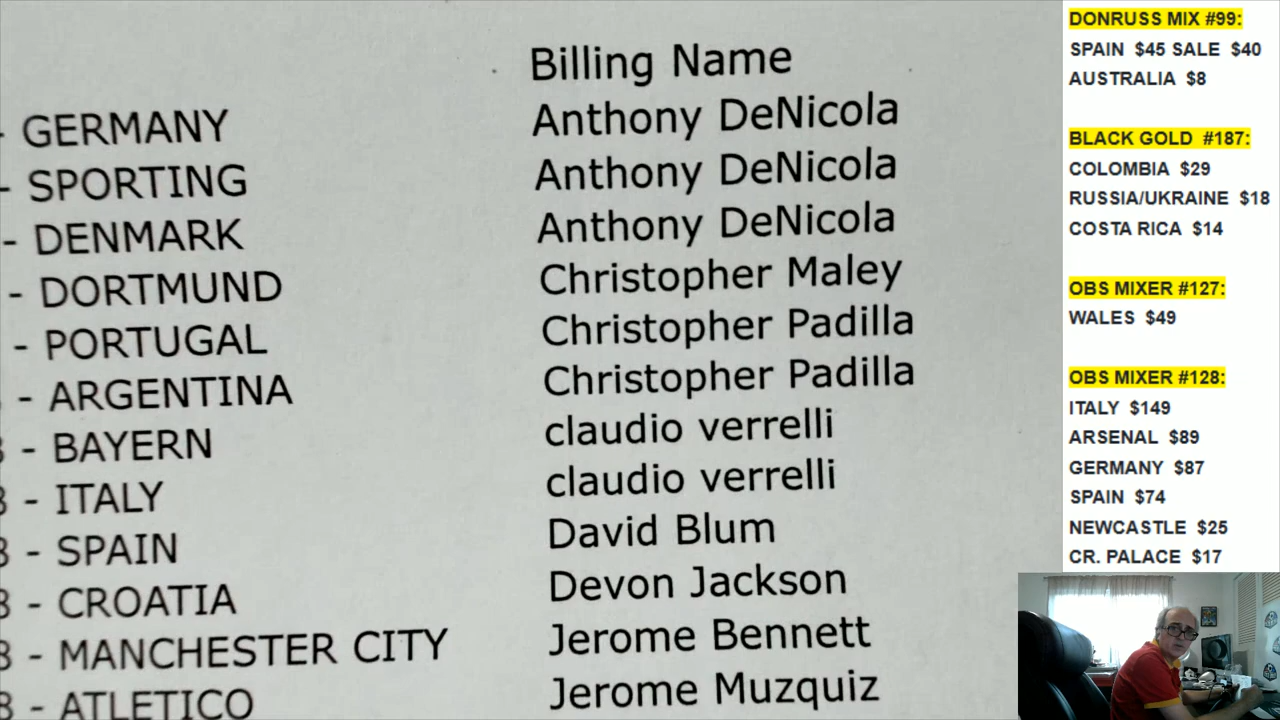 Billing Name
- GERMANY Anthony DeNicola
- SPORTING Anthony DeNicola
- DENMARK Anthony DeNicola
- DORTMUND Christopher Maley
- PORTUGAL Christopher Padilla
- ARGENTINA Christopher Padilla
- BAYERN claudio verrelli
- ITALY claudio verrelli
3 - SPAIN David Blum
3 - CROATIA Devon Jackson
3 - MANCHESTER CITY Jerome Bennett
3 - ATLETICO Jerome Muzquiz
DONRUSS MIX #99:
SPAIN $45 SALE $40
AUSTRALIA $8
BLACK GOLD #187:
COLOMBIA $29
RUSSIA/UKRAINE $18
COSTA RICA $14
OBS MIXER #127:
WALES $49
OBS MIXER #128:
ITALY $149
ARSENAL $89
GERMANY $87
SPAIN $74
NEWCASTLE $25
CR. PALACE $17